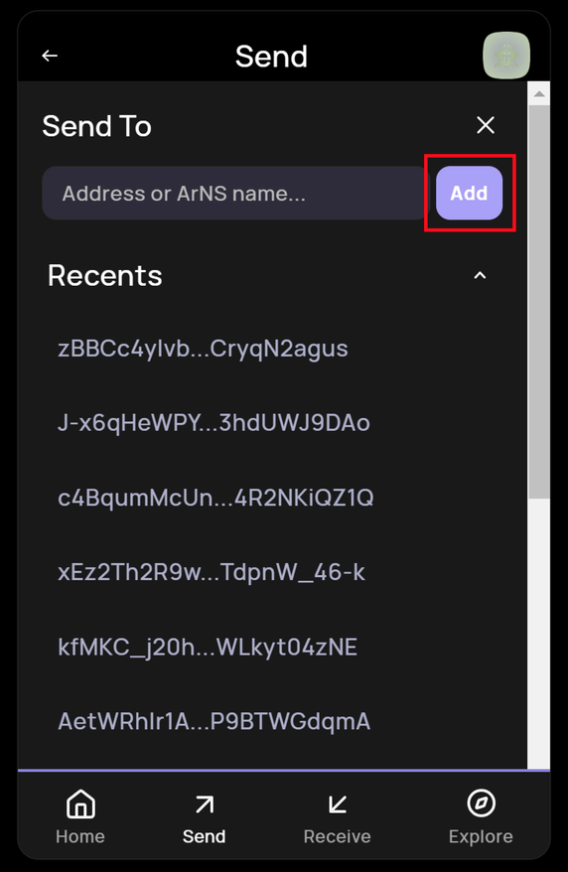 Send
Send To
Address or ArNS name...
Add
Recents
zBBCc4ylvb...CryqN2agus
J-x6qHeWPY...3hdUWJ9DAo
c4BqumMcUn...4R2NKiQZ1Q
xEz2Th2R9w...TdpnW_46-k
kfMKC_j20h...WLkyt04zNE
AetWRhlr1A...P9BTWGdqmA
Home
Send
Receive
Explore